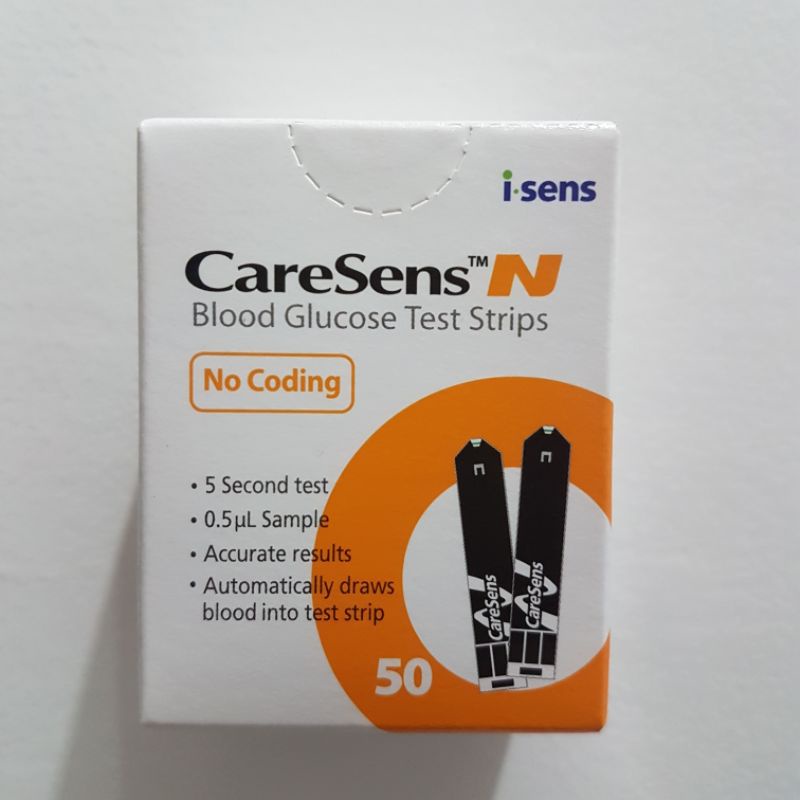 i·sens
CareSens™ N
Blood Glucose Test Strips
No Coding
• 5 Second test
• 0.5μL Sample
• Accurate results
• Automatically draws
blood into test strip
CareSens
CareSens
50